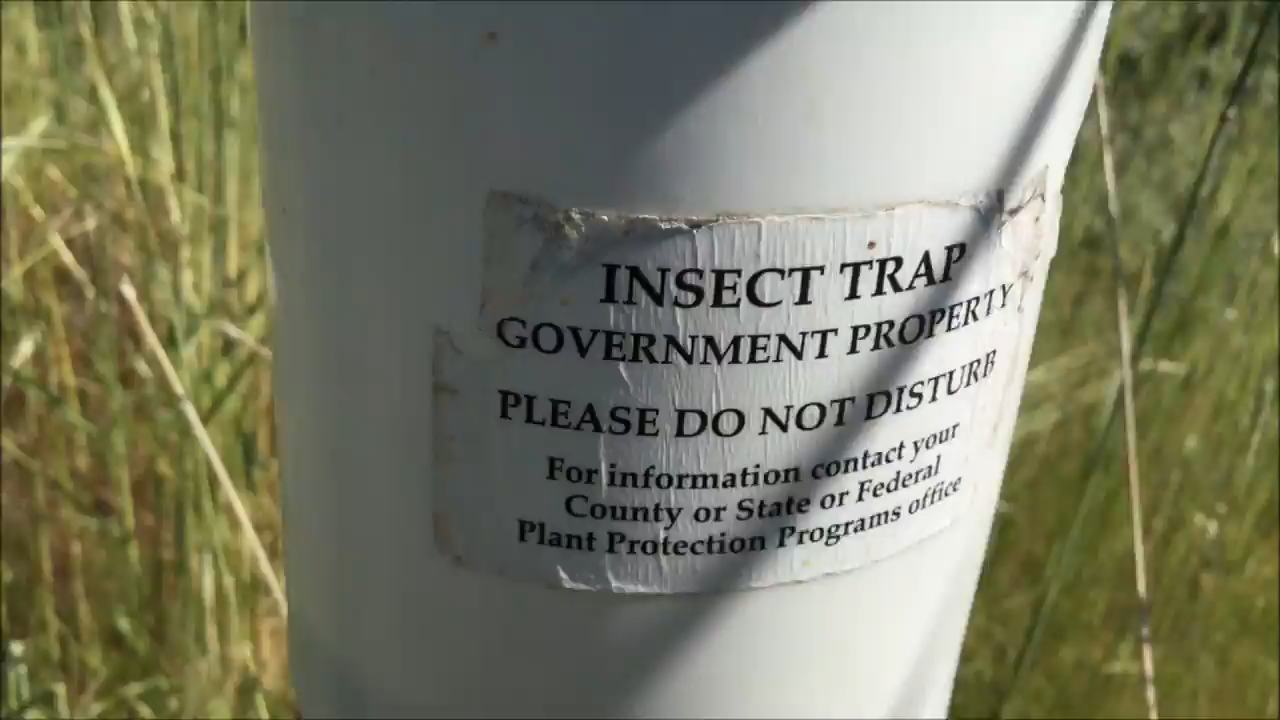 INSECT TRAP
GOVERNMENT PROPERTY
PLEASE DO NOT DISTURB
For information contact your
County or State or Federal
Plant Protection Programs office